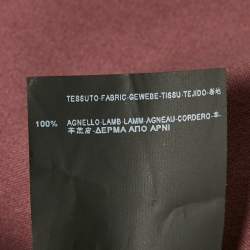 TESSUTO-FABRIC-GEWEBE-TISSU-TEJIDO-
100% AGNELLO-LAMB LAMM-AGNEAU-CORDERO-
-ΔΕΡΜΑ ΑΠΟ ΑΡΝΙ